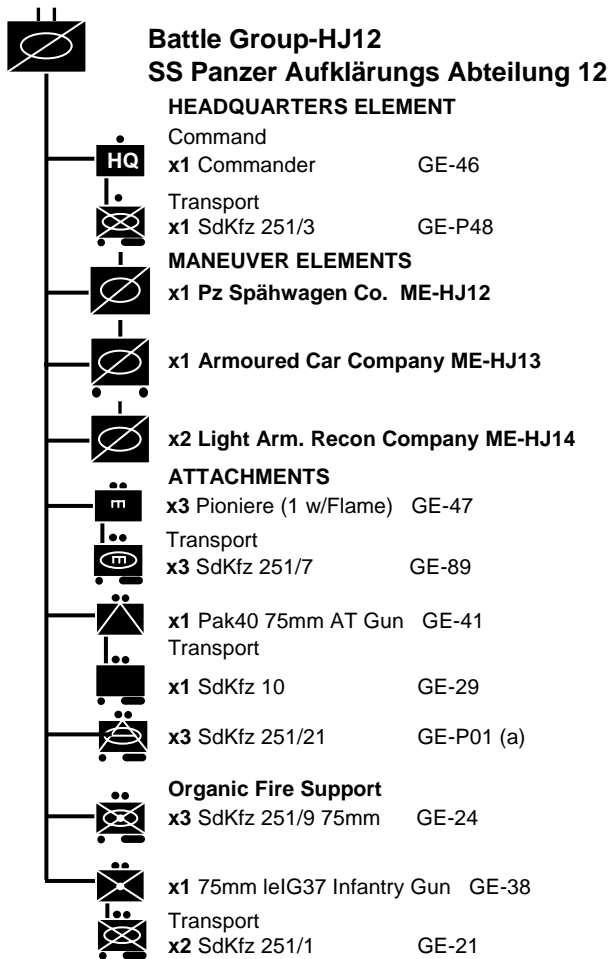 Battle Group-HJ12
SS Panzer Aufklärungs Abteilung 12
HEADQUARTERS ELEMENT
Command
HQ x1 Commander GE-46
Transport
x1 SdKfz 251/3 GE-P48
MANEUVER ELEMENTS
x1 Pz Spähwagen Co. ME-HJ12
x1 Armoured Car Company ME-HJ13
x2 Light Arm. Recon Company ME-HJ14
ATTACHMENTS
E x3 Pioniere (1 w/Flame) GE-47
Transport
E x3 SdKfz 251/7 GE-89
x1 Pak40 75mm AT Gun GE-41
Transport
x1 SdKfz 10 GE-29
x3 SdKfz 251/21 GE-P01 (a)
Organic Fire Support
x3 SdKfz 251/9 75mm GE-24
x1 75mm leIG37 Infantry Gun GE-38
Transport
x2 SdKfz 251/1 GE-21